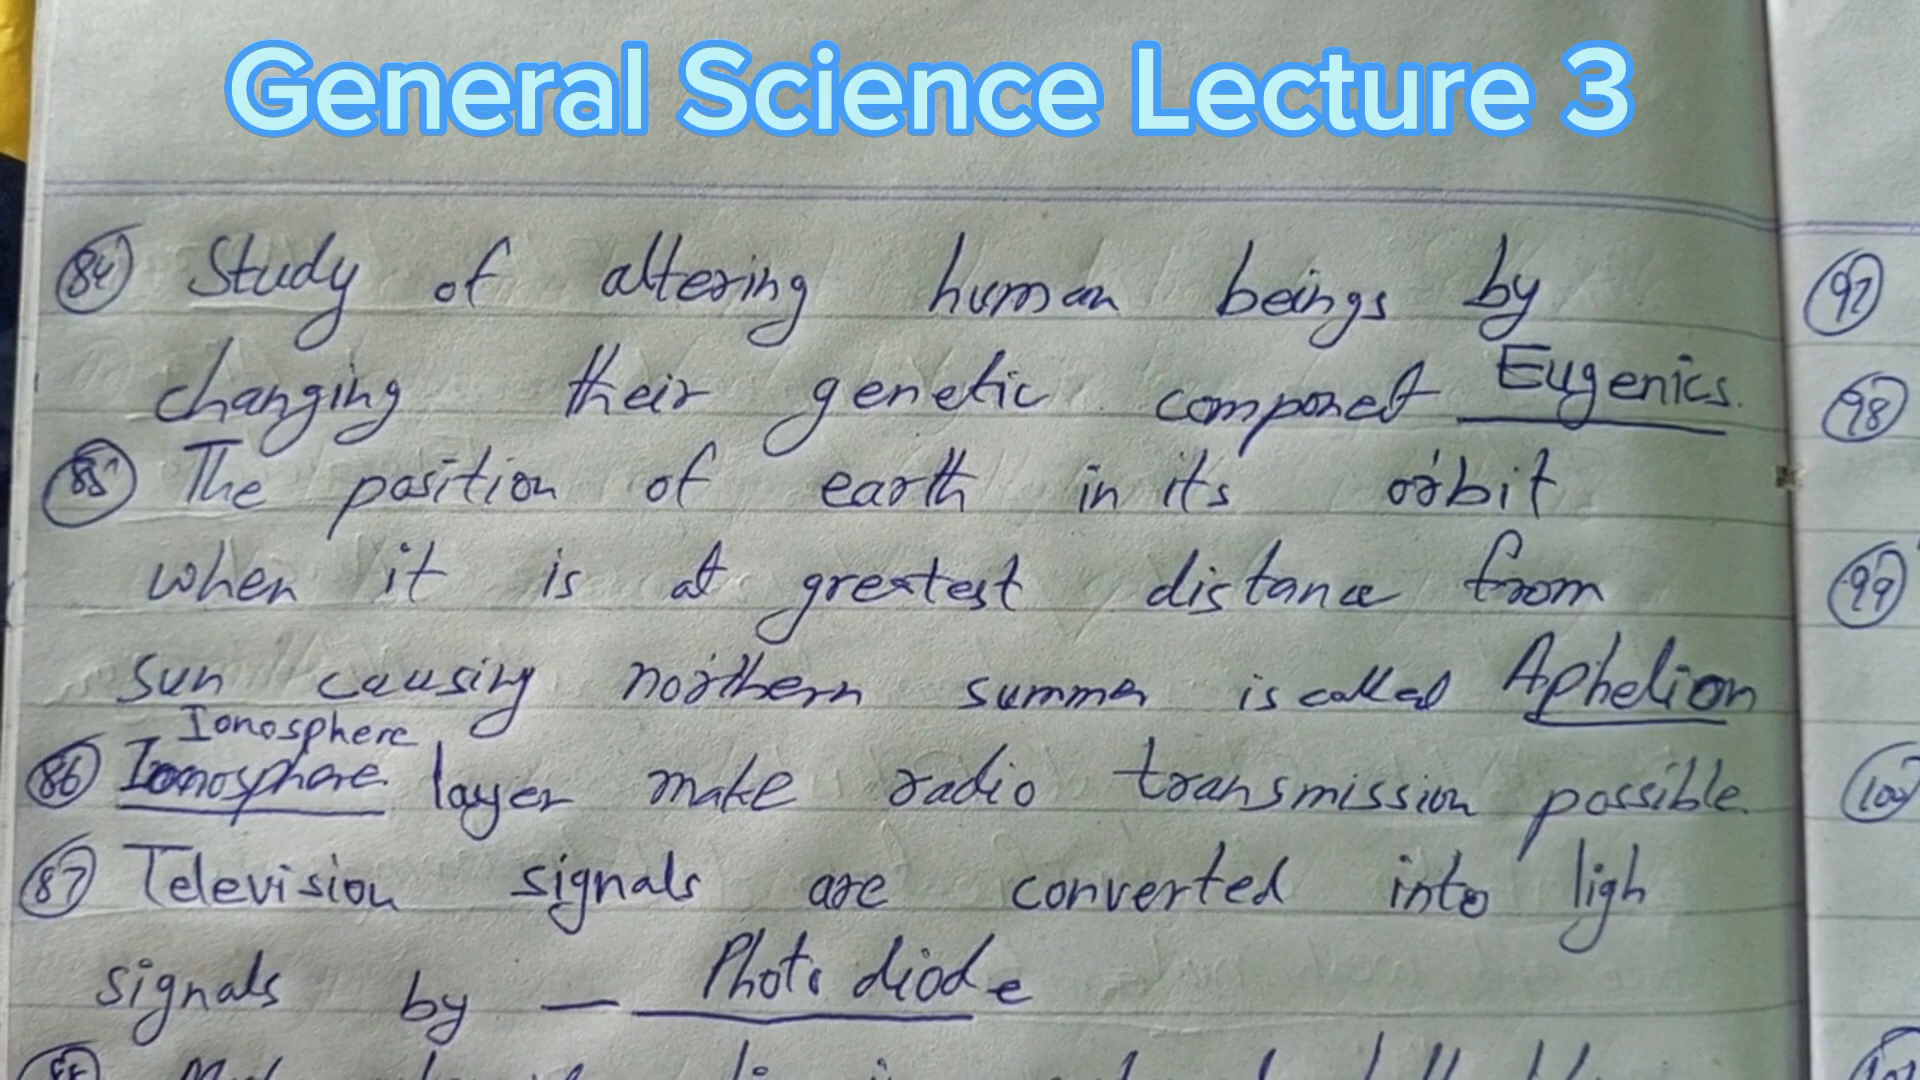 General Science Lecture 3
84 Study of altering human beings by
changing their genetic componet Eugenics.
85 The position of earth in its orbit
when it is at greatest distance from
sun causing northern summer is called Aphelion
Ionosphere
86 Ionosphere layer make radio transmission possible.
87 Television signals are converted into ligh
signals by — Photo diode
88
97
98
99
100